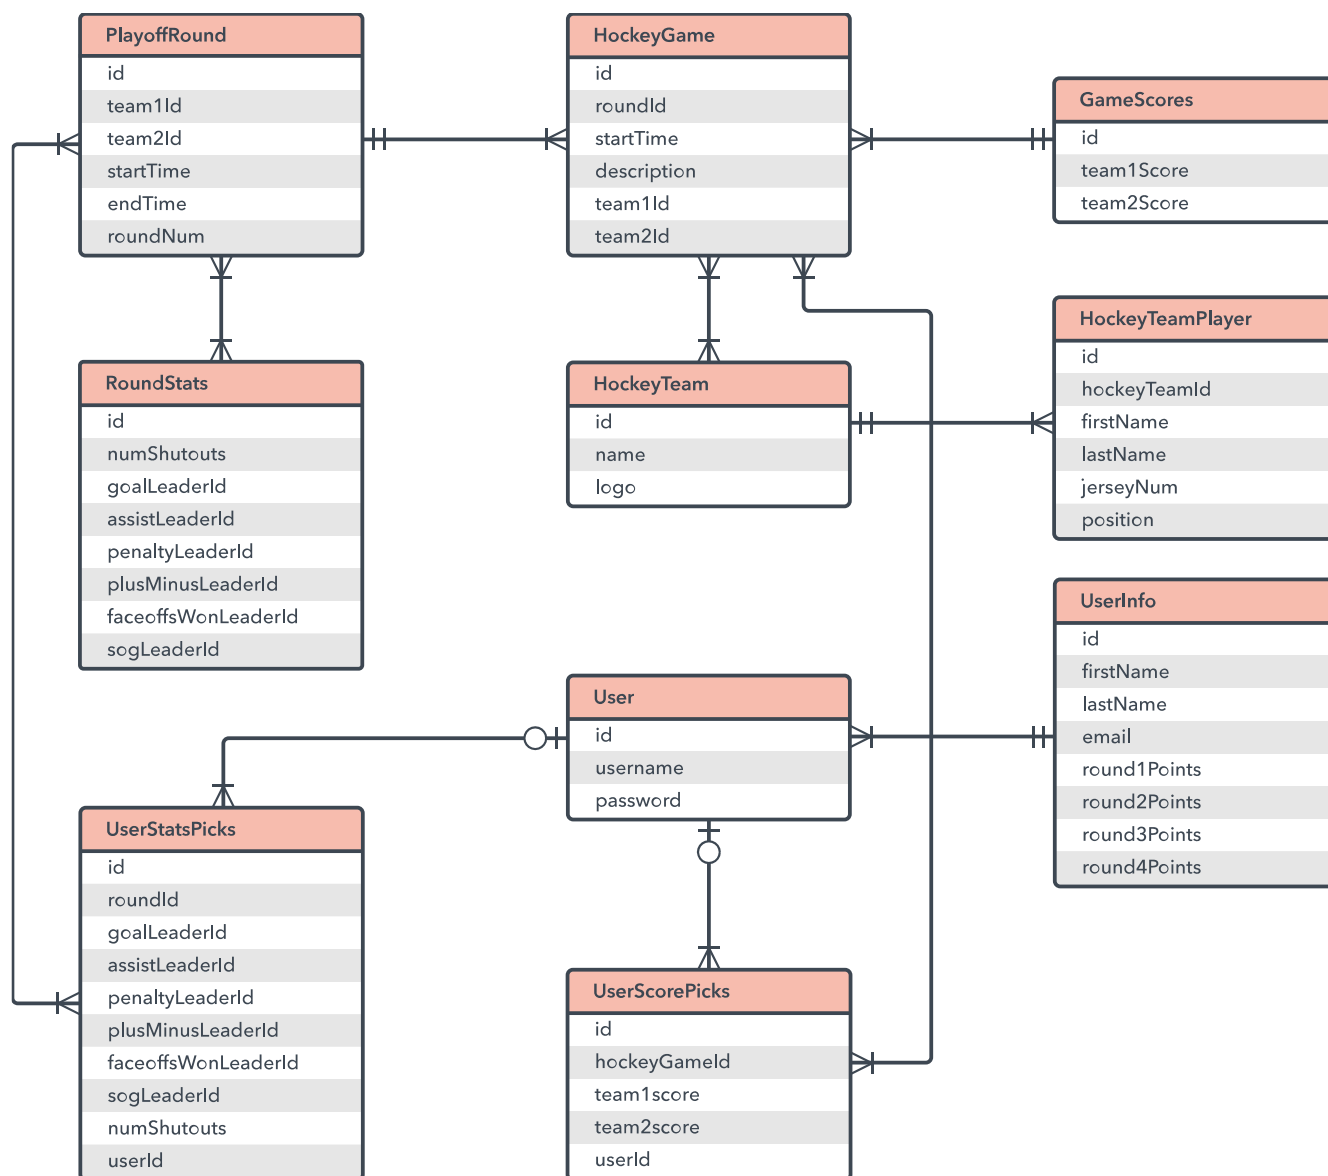 PlayoffRound
id
team1Id
team2Id
startTime
endTime
roundNum
HockeyGame
id
roundId
startTime
description
team1Id
team2Id
GameScores
id
team1Score
team2Score
RoundStats
id
numShutouts
goalLeaderId
assistLeaderId
penaltyLeaderId
plusMinusLeaderId
faceoffsWonLeaderId
sogLeaderId
HockeyTeam
id
name
logo
HockeyTeamPlayer
id
hockeyTeamId
firstName
lastName
jerseyNum
position
User
id
username
password
UserInfo
id
firstName
lastName
email
round1Points
round2Points
round3Points
round4Points
UserStatsPicks
id
roundId
goalLeaderId
assistLeaderId
penaltyLeaderId
plusMinusLeaderId
faceoffsWonLeaderId
sogLeaderId
numShutouts
userId
UserScorePicks
id
hockeyGameId
team1score
team2score
userId